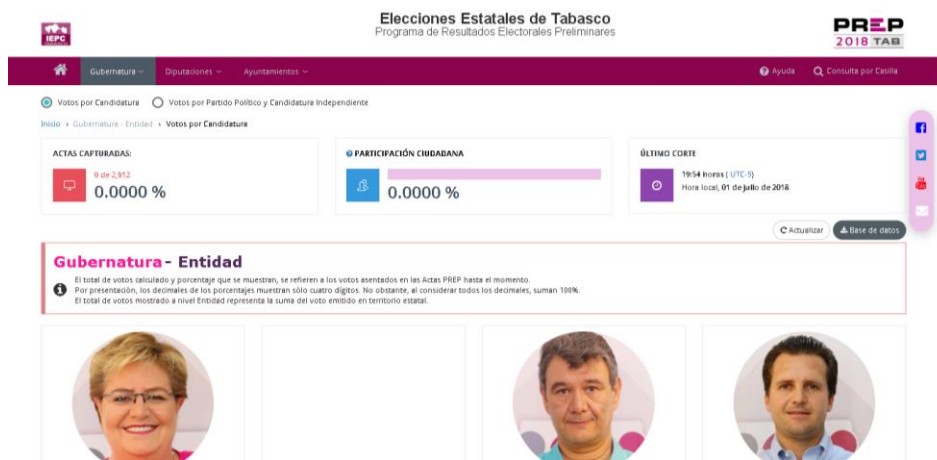 Elecciones Estatales de Tabasco
Programa de Resultados Electorales Preliminares
IEPC
PREP
2018 TAB
Gubernatura
Diputaciones
Ayuntamientos
Ayuda
Consulta por Casilla
Votos por Candidatura
Votos por Partido Político y Candidatura Independiente
Inicio › Gubernatura - Entidad › Votos por Candidatura
ACTAS CAPTURADAS:
0 de 2,912
0.0000 %
PARTICIPACIÓN CIUDADANA
0.0000 %
ÚLTIMO CORTE
19:54 horas ( UTC-5)
Hora local, 01 de julio de 2018
Actualizar
Base de datos
Gubernatura - Entidad
El total de votos calculado y porcentaje que se muestran, se refieren a los votos asentados en las Actas PREP hasta el momento.
Por presentación, los decimales de los porcentajes muestran sólo cuatro dígitos. No obstante, al considerar todos los decimales, suman 100%.
El total de votos mostrado a nivel Entidad representa la suma del voto emitido en territorio estatal.